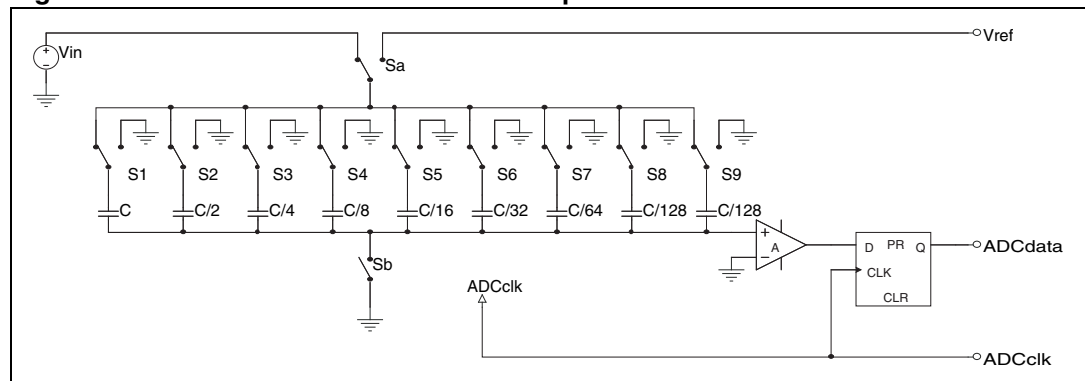 Vin
+
−
Sa
Vref
S1 S2 S3 S4 S5 S6 S7 S8 S9
C C/2 C/4 C/8 C/16 C/32 C/64 C/128 C/128
+
−
A
D PR Q
CLK
CLR
ADCdata
Sb
ADCclk
ADCclk